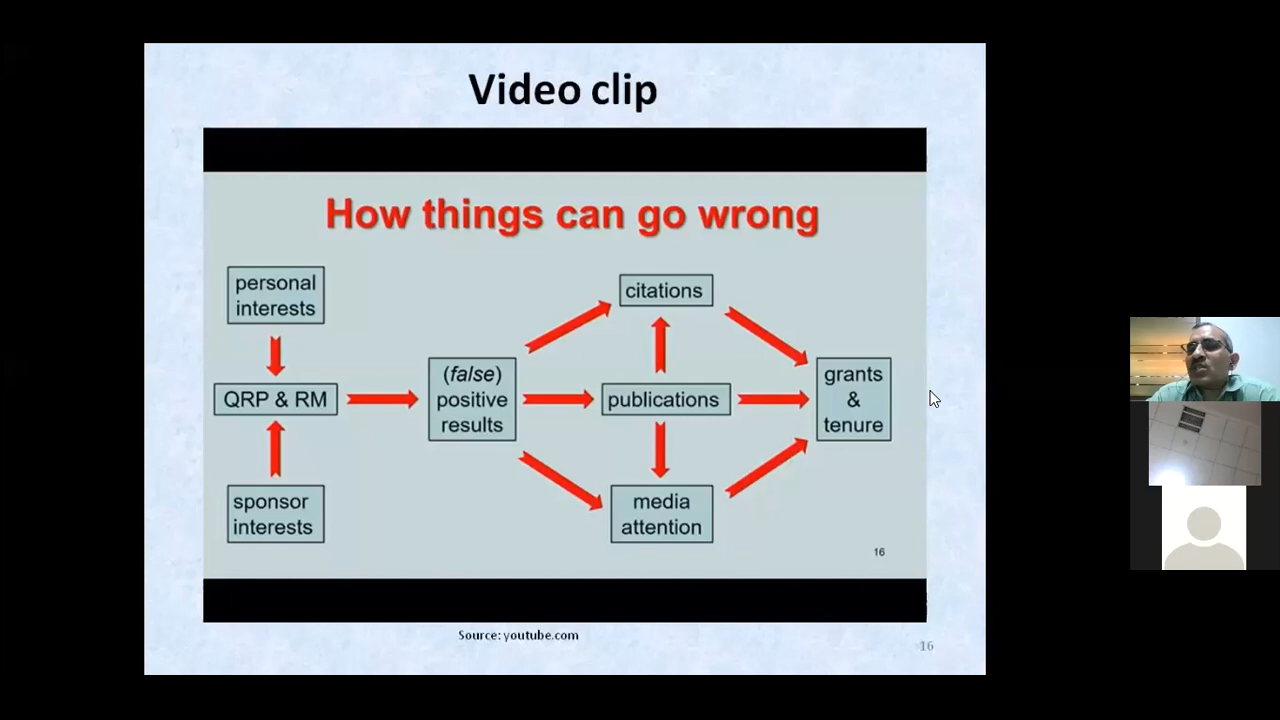 Video clip
How things can go wrong
personal
interests
QRP & RM
sponsor
interests
(false)
positive
results
citations
publications
media
attention
grants
&
tenure
16
Source: youtube.com
16